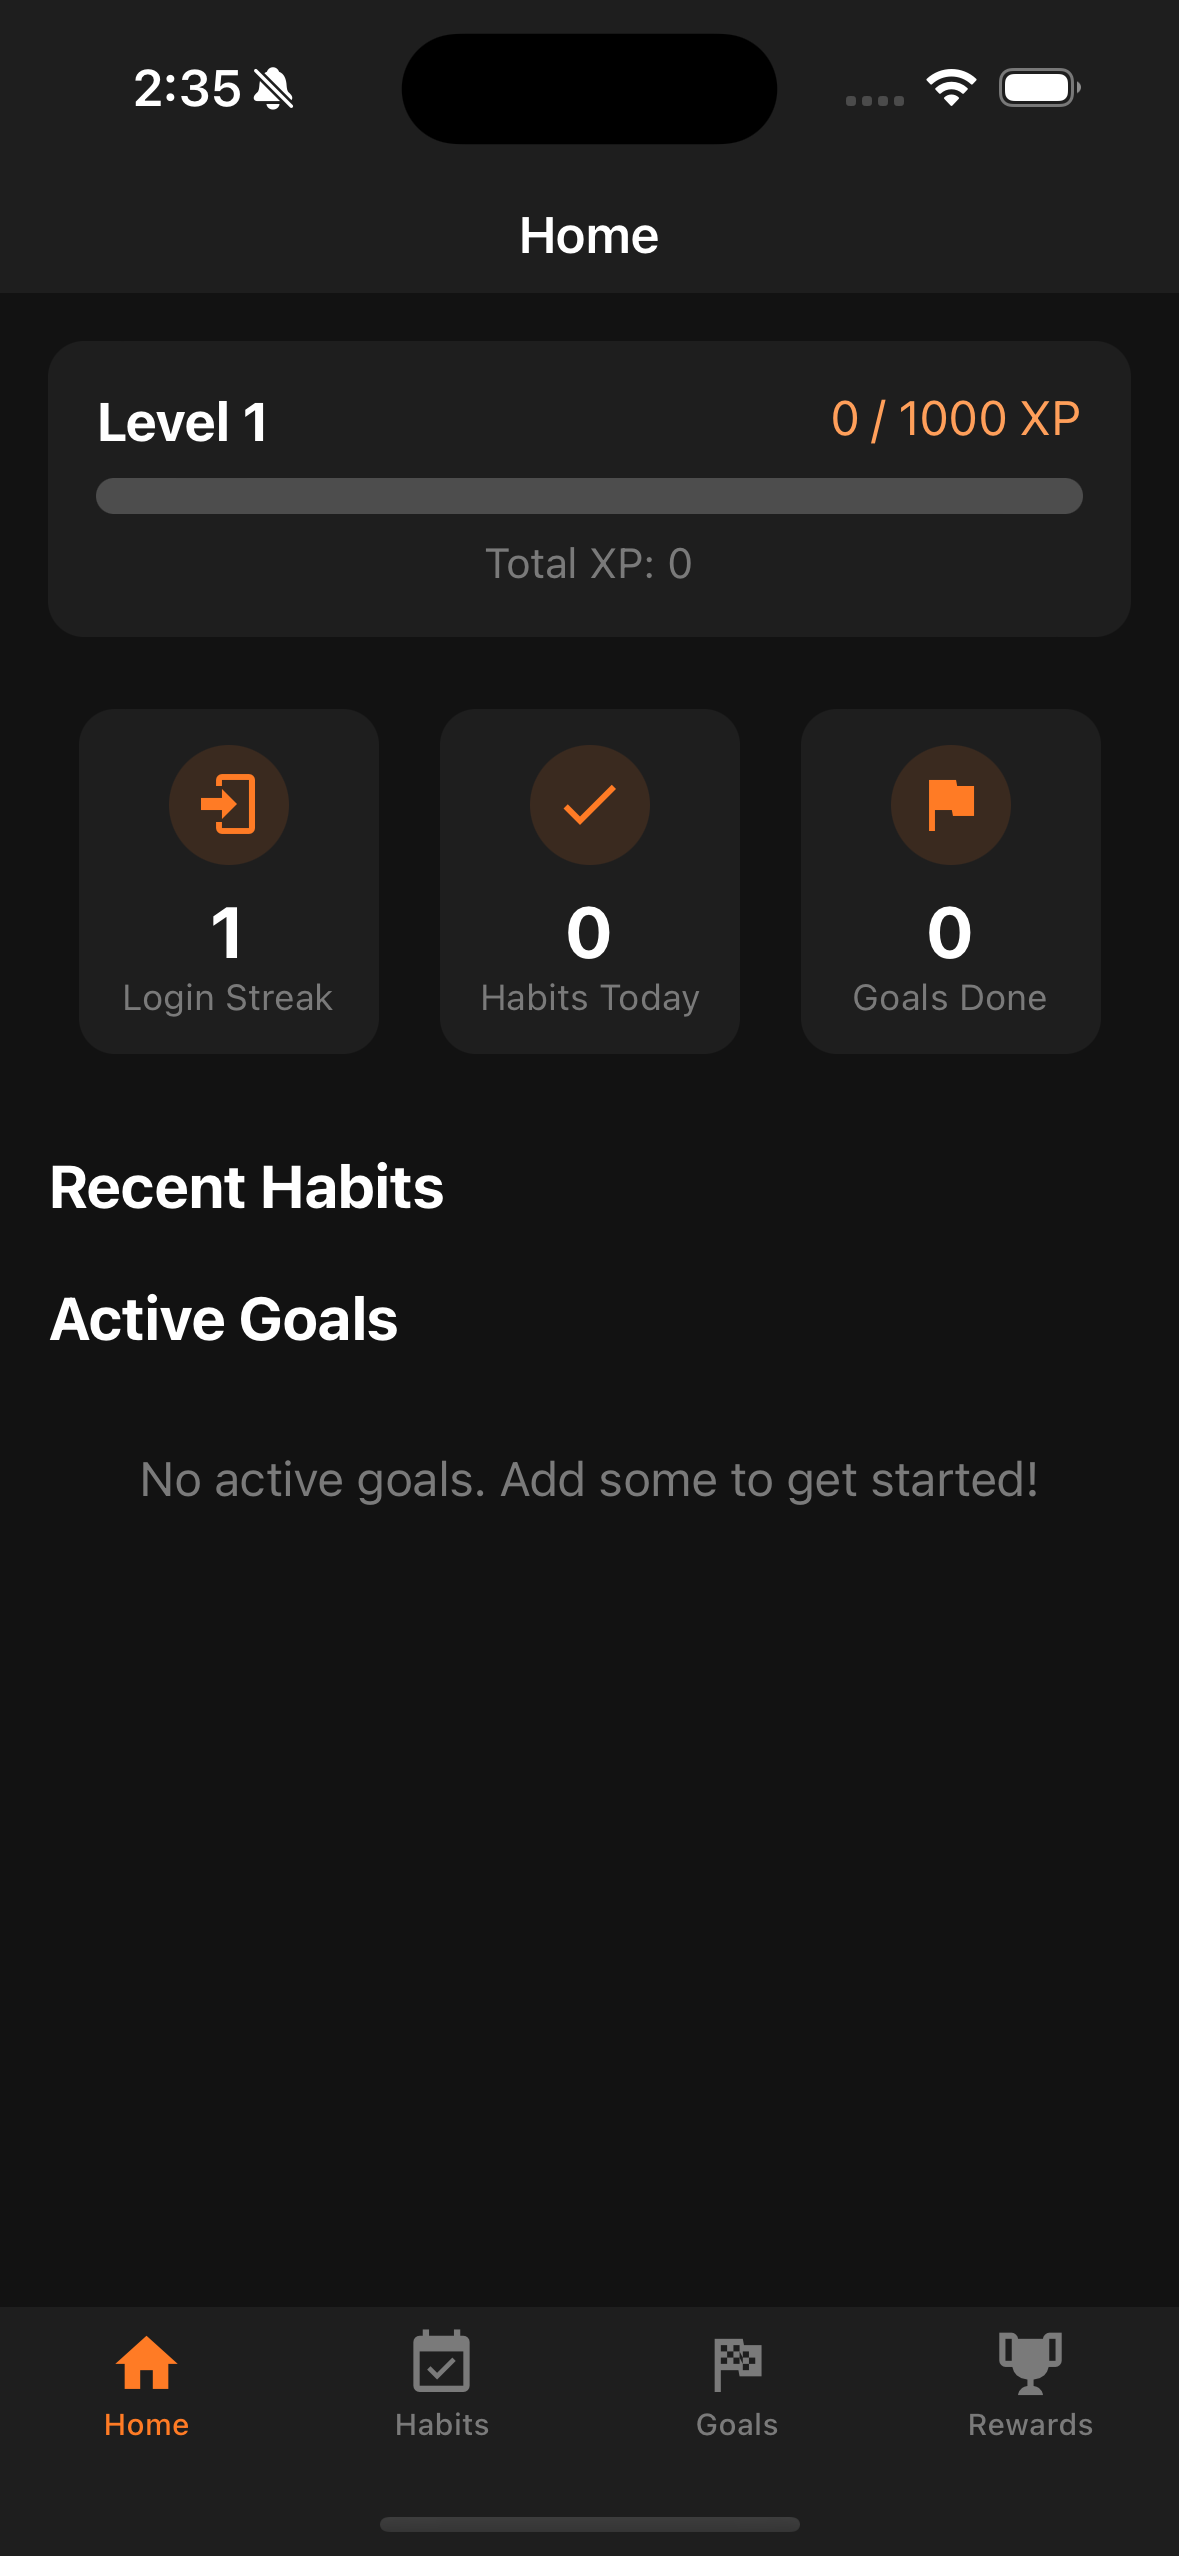 2:35
Home
Level 1
0 / 1000 XP
Total XP: 0
1
Login Streak
0
Habits Today
0
Goals Done
Recent Habits
Active Goals
No active goals. Add some to get started!
Home
Habits
Goals
Rewards